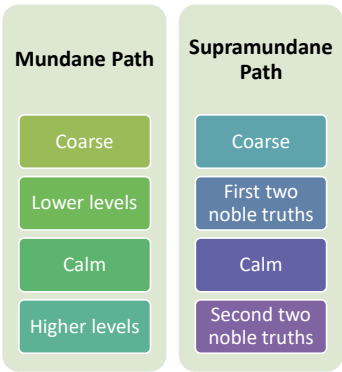 Mundane Path
Coarse
Lower levels
Calm
Higher levels
Supramundane
Path
Coarse
First two
noble truths
Calm
Second two
noble truths